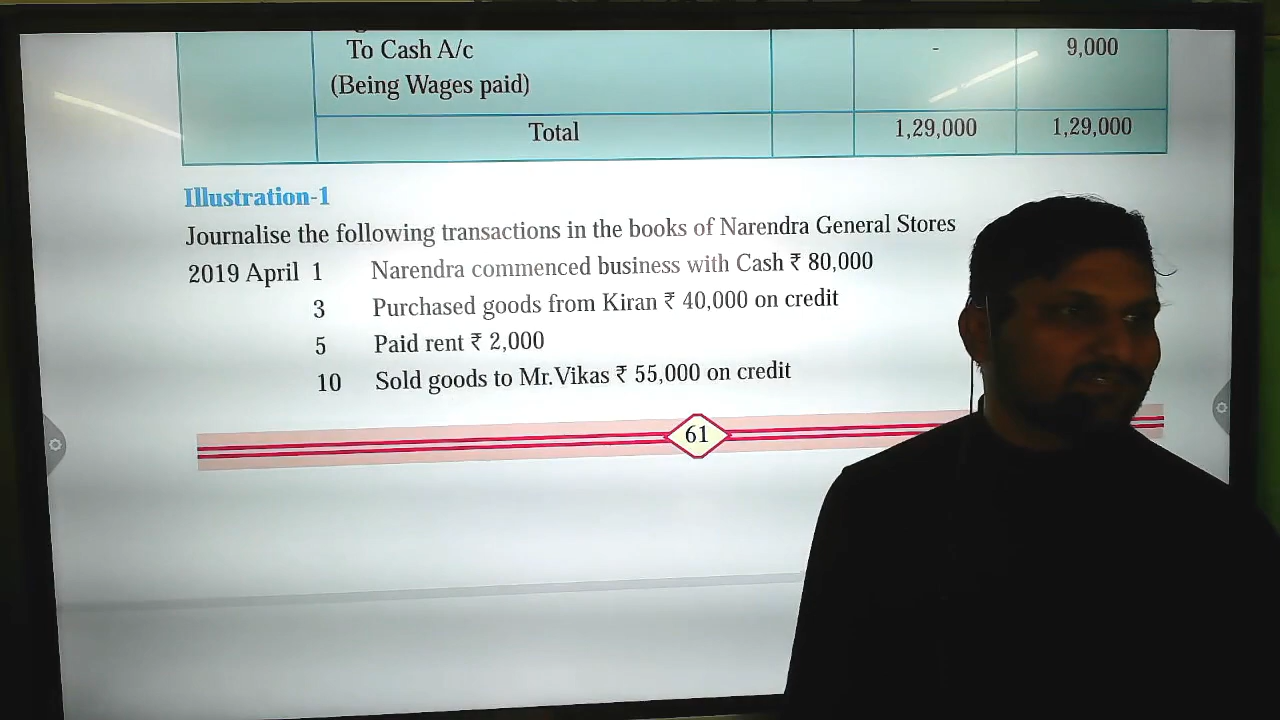 To Cash A/c - 9,000
(Being Wages paid)
Total 1,29,000 1,29,000
Illustration-1
Journalise the following transactions in the books of Narendra General Stores
2019 April 1 Narendra commenced business with Cash ₹ 80,000
3 Purchased goods from Kiran ₹ 40,000 on credit
5 Paid rent ₹ 2,000
10 Sold goods to Mr.Vikas ₹ 55,000 on credit
61